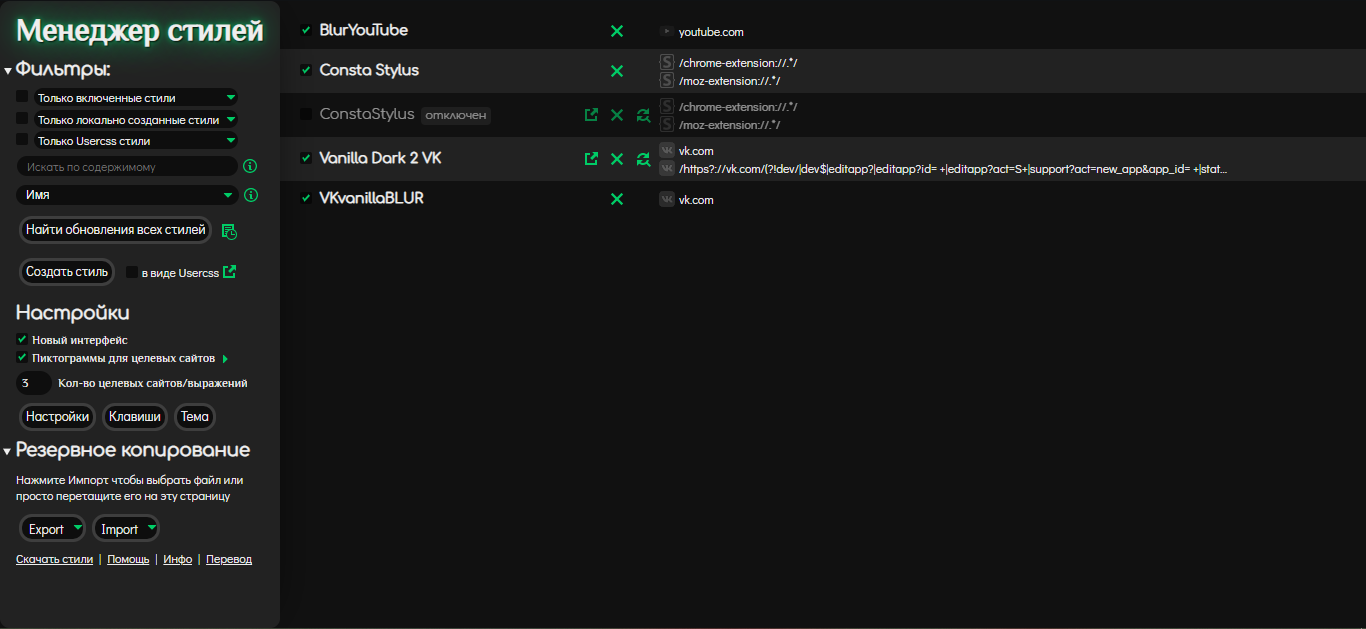 Менеджер стилей
Фильтры:
Только включенные стили
Только локально созданные стили
Только Usercss стили
Искать по содержимому
Имя
Найти обновления всех стилей
Создать стиль
в виде Usercss
Настройки
Новый интерфейс
Пиктограммы для целевых сайтов
3 Кол-во целевых сайтов/выражений
Настройки Клавиши Тема
Резервное копирование
Нажмите Импорт чтобы выбрать файл или
просто перетащите его на эту страницу
Export Import
Скачать стили | Помощь | Инфо | Перевод
BlurYouTube
youtube.com
Consta Stylus
/chrome-extension://.*/
/moz-extension://.*/
ConstaStylus отключен
/chrome-extension://.*/
/moz-extension://.*/
Vanilla Dark 2 VK
vk.com
/https?://vk.com/(?!dev/|dev$|editapp?|editapp?id= +|editapp?act=S+|support?act=new_app&app_id= +|stat...
VKvanillaBLUR
vk.com